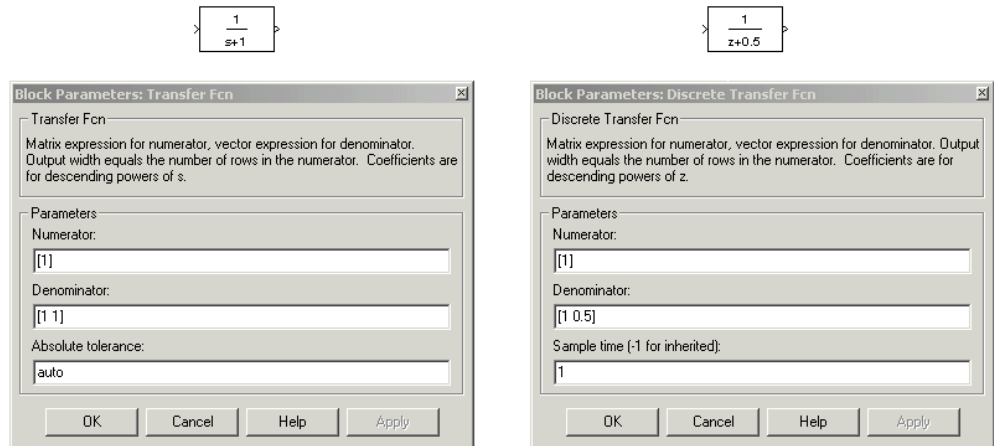 1
s+1
1
z+0.5
Block Parameters: Transfer Fcn
Transfer Fcn
Matrix expression for numerator, vector expression for denominator.
Output width equals the number of rows in the numerator. Coefficients are
for descending powers of s.
Parameters
Numerator:
[1]
Denominator:
[1 1]
Absolute tolerance:
auto
OK Cancel Help Apply
Block Parameters: Discrete Transfer Fcn
Discrete Transfer Fcn
Matrix expression for numerator, vector expression for denominator. Output
width equals the number of rows in the numerator. Coefficients are for
descending powers of z.
Parameters
Numerator:
[1]
Denominator:
[1 0.5]
Sample time (-1 for inherited):
1
OK Cancel Help Apply